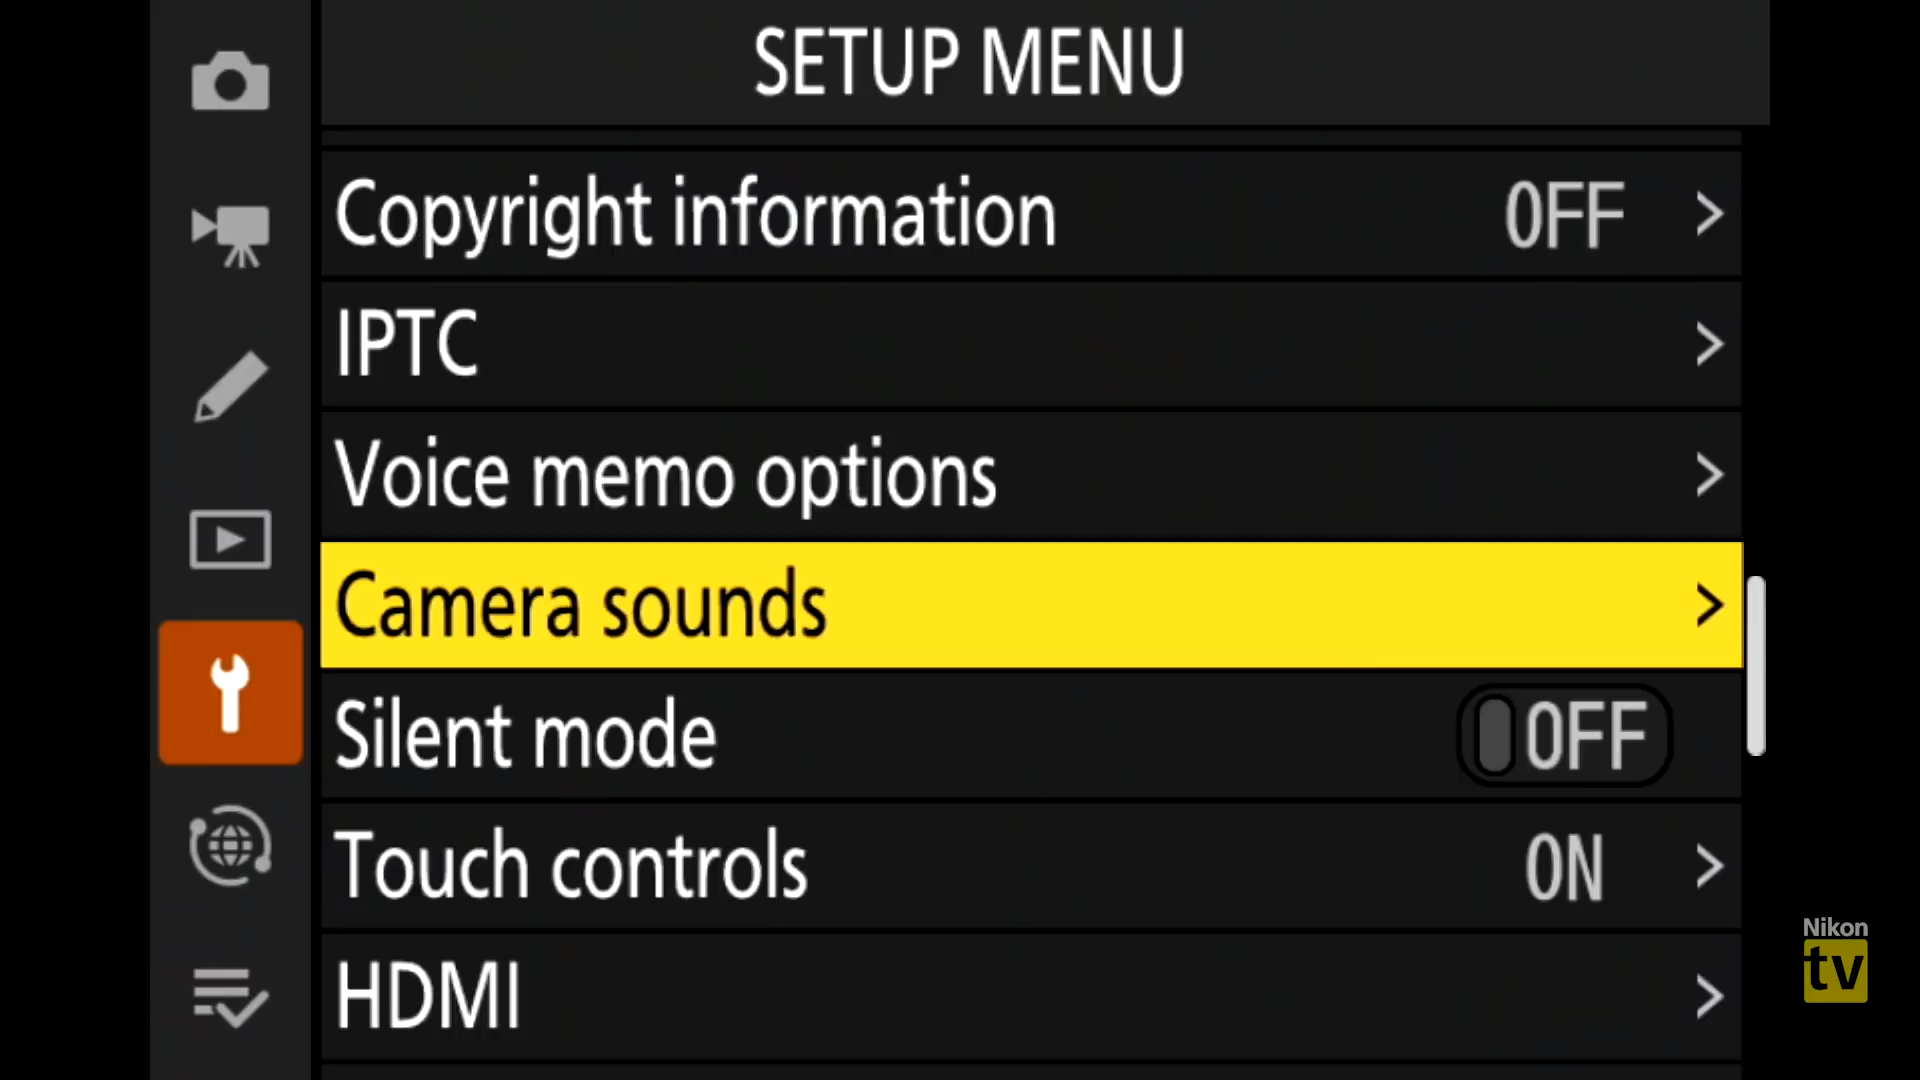 SETUP MENU
Copyright information OFF >
IPTC >
Voice memo options >
Camera sounds >
Silent mode OFF
Touch controls ON >
HDMI >
Nikon
tv